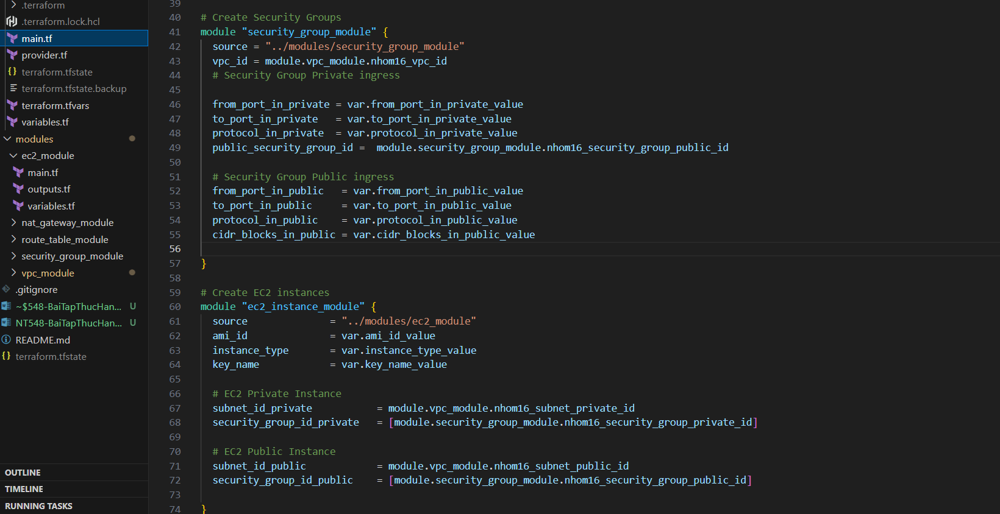 .terraform
.terraform.lock.hcl
main.tf
provider.tf
terraform.tfstate
terraform.tfstate.backup
terraform.tfvars
variables.tf
modules
ec2_module
main.tf
outputs.tf
variables.tf
nat_gateway_module
route_table_module
security_group_module
vpc_module
.gitignore
~$548-BaiTapThucHan... U
NT548-BaiTapThucHan... U
README.md
terraform.tfstate
OUTLINE
TIMELINE
RUNNING TASKS
39
40 # Create Security Groups
41 module "security_group_module" {
42 source = "../modules/security_group_module"
43 vpc_id = module.vpc_module.nhom16_vpc_id
44 # Security Group Private ingress
45
46 from_port_in_private = var.from_port_in_private_value
47 to_port_in_private = var.to_port_in_private_value
48 protocol_in_private = var.protocol_in_private_value
49 public_security_group_id = module.security_group_module.nhom16_security_group_public_id
50
51 # Security Group Public ingress
52 from_port_in_public = var.from_port_in_public_value
53 to_port_in_public = var.to_port_in_public_value
54 protocol_in_public = var.protocol_in_public_value
55 cidr_blocks_in_public = var.cidr_blocks_in_public_value
56
57 }
58
59 # Create EC2 instances
60 module "ec2_instance_module" {
61 source = "../modules/ec2_module"
62 ami_id = var.ami_id_value
63 instance_type = var.instance_type_value
64 key_name = var.key_name_value
65
66 # EC2 Private Instance
67 subnet_id_private = module.vpc_module.nhom16_subnet_private_id
68 security_group_id_private = [module.security_group_module.nhom16_security_group_private_id]
69
70 # EC2 Public Instance
71 subnet_id_public = module.vpc_module.nhom16_subnet_public_id
72 security_group_id_public = [module.security_group_module.nhom16_security_group_public_id]
73
74 }